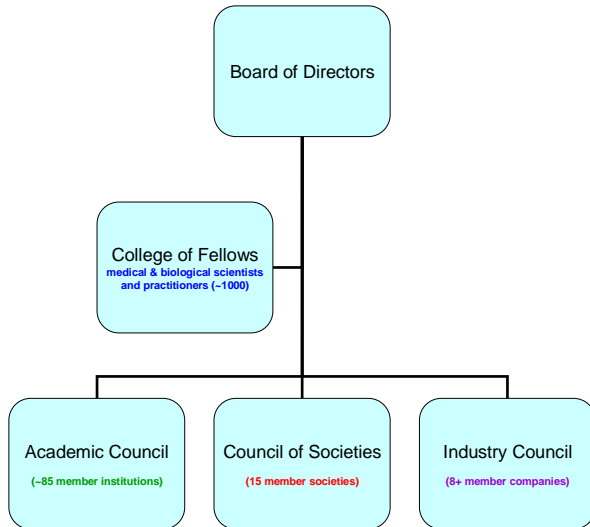 Board of Directors
College of Fellows
medical & biological scientists
and practitioners (~1000)
Academic Council
(~85 member institutions)
Council of Societies
(15 member societies)
Industry Council
(8+ member companies)